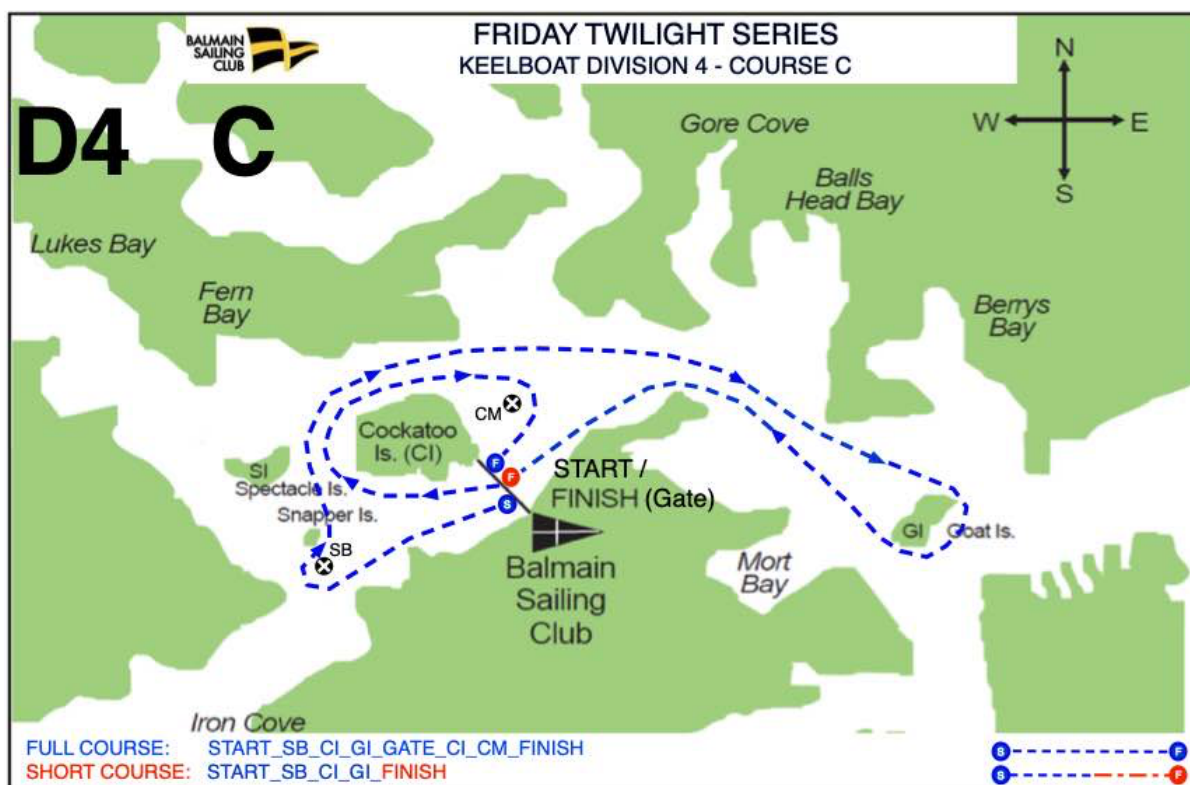 BALMAIN
SAILING
CLUB
FRIDAY TWILIGHT SERIES
KEELBOAT DIVISION 4 - COURSE C
D4 C
N
W E
S
Gore Cove
Balls
Head Bay
Lukes Bay
Fern
Bay
Berrys
Bay
CM
Cockatoo
Is. (CI)
SI
Spectacle Is.
Snapper Is.
SB
F
F
S
START /
FINISH (Gate)
GI
Goat Is.
Balmain
Sailing
Club
Mort
Bay
Iron Cove
FULL COURSE: START_SB_CI_GI_GATE_CI_CM_FINISH
SHORT COURSE: START_SB_CI_GI_FINISH
S F
S F